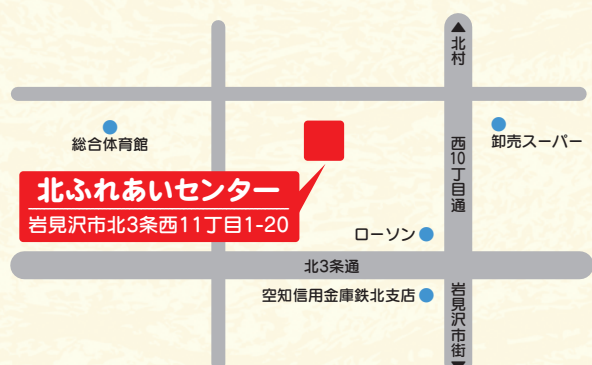 ▲北村
総合体育館
西10丁目通
卸売スーパー
北ふれあいセンター
岩見沢市北3条西11丁目1-20
ローソン
北3条通
空知信用金庫鉄北支店
岩見沢市街▼